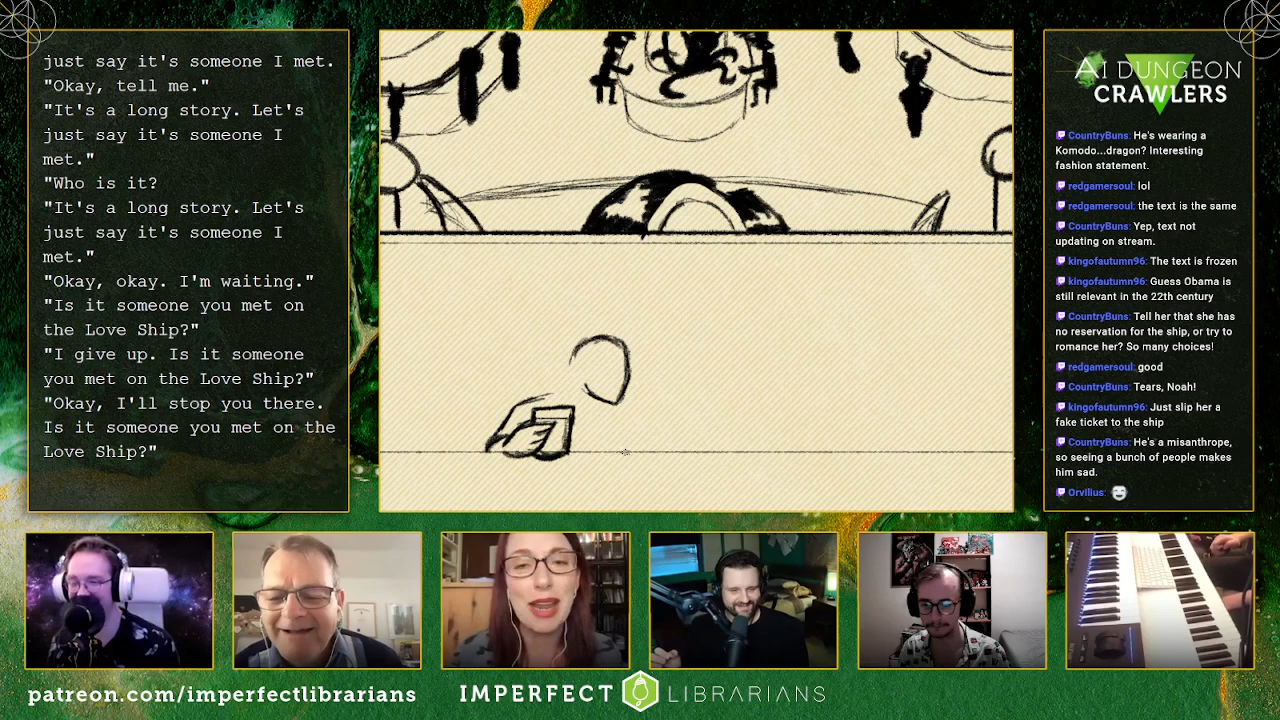 just say it's someone I met.
"Okay, tell me."
"It's a long story. Let's
just say it's someone I
met."
"Who is it?
"It's a long story. Let's
just say it's someone I
met."
"Okay, okay. I'm waiting."
"Is it someone you met on
the Love Ship?"
"I give up. Is it someone
you met on the Love Ship?"
"Okay, I'll stop you there.
Is it someone you met on the
Love Ship?"
AI DUNGEON
CRAWLERS
CountryBuns: He's wearing a
Komodo...dragon? Interesting
fashion statement.
redgamersoul: lol
redgamersoul: the text is the same
CountryBuns: Yep, text not
updating on stream.
kingofautumn96: The text is frozen
kingofautumn96: Guess Obama is
still relevant in the 22th century
CountryBuns: Tell her that she has
no reservation for the ship, or try to
romance her? So many choices!
redgamersoul: good
CountryBuns: Tears, Noah!
kingofautumn96: Just slip her a
fake ticket to the ship
CountryBuns: He's a misanthrope,
so seeing a bunch of people makes
him sad.
Orvilius:
patreon.com/imperfectlibrarians
IMPERFECT LIBRARIANS